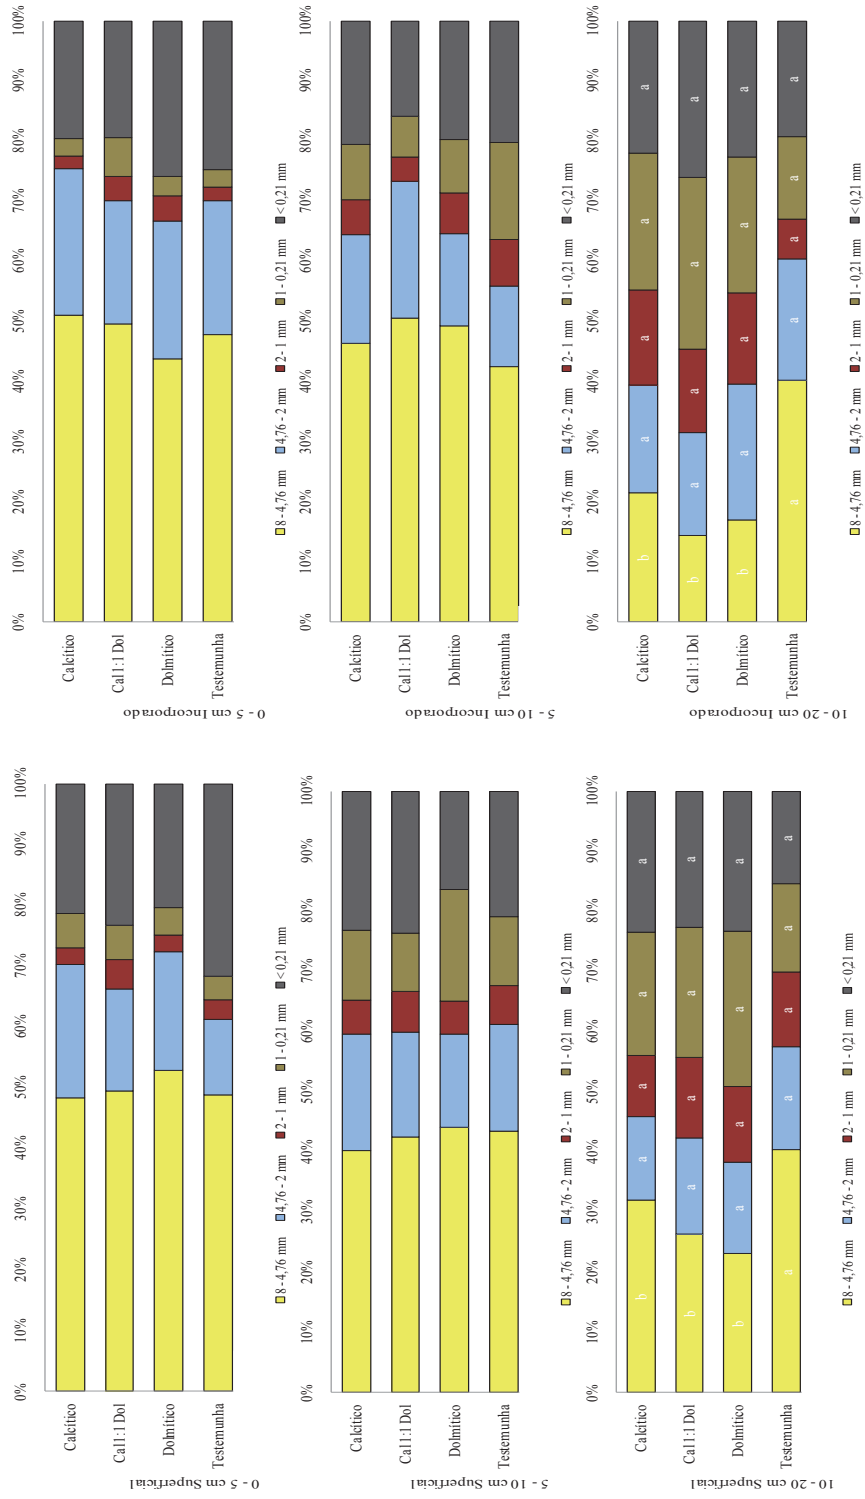 0% 10% 20% 30% 40% 50% 60% 70% 80% 90% 100%
Calcítico
Cal1:1 Dol
Dolmítico
Testemunha
0 - 5 cm Incorporado
8 - 4,76 mm 4,76 - 2 mm 2 - 1 mm 1 - 0,21 mm < 0,21 mm
0% 10% 20% 30% 40% 50% 60% 70% 80% 90% 100%
Calcítico
Cal1:1 Dol
Dolmítico
Testemunha
5 - 10 cm Incorporado
8 - 4,76 mm 4,76 - 2 mm 2 - 1 mm 1 - 0,21 mm < 0,21 mm
0% 10% 20% 30% 40% 50% 60% 70% 80% 90% 100%
Calcítico b a a a a
Cal1:1 Dol b a a a a
Dolmítico b a a a a
Testemunha a a a a a
10 - 20 cm Incorporado
8 - 4,76 mm 4,76 - 2 mm 2 - 1 mm 1 - 0,21 mm < 0,21 mm
0% 10% 20% 30% 40% 50% 60% 70% 80% 90% 100%
Calcítico
Cal1:1 Dol
Dolmítico
Testemunha
0 - 5 cm Superficial
8 - 4,76 mm 4,76 - 2 mm 2 - 1 mm 1 - 0,21 mm < 0,21 mm
0% 10% 20% 30% 40% 50% 60% 70% 80% 90% 100%
Calcítico
Cal1:1 Dol
Dolmítico
Testemunha
5 - 10 cm Superficial
8 - 4,76 mm 4,76 - 2 mm 2 - 1 mm 1 - 0,21 mm < 0,21 mm
0% 10% 20% 30% 40% 50% 60% 70% 80% 90% 100%
Calcítico b a a a a
Cal1:1 Dol b a a a a
Dolmítico b a a a a
Testemunha a a a a a
10 - 20 cm Superficial
8 - 4,76 mm 4,76 - 2 mm 2 - 1 mm 1 - 0,21 mm < 0,21 mm